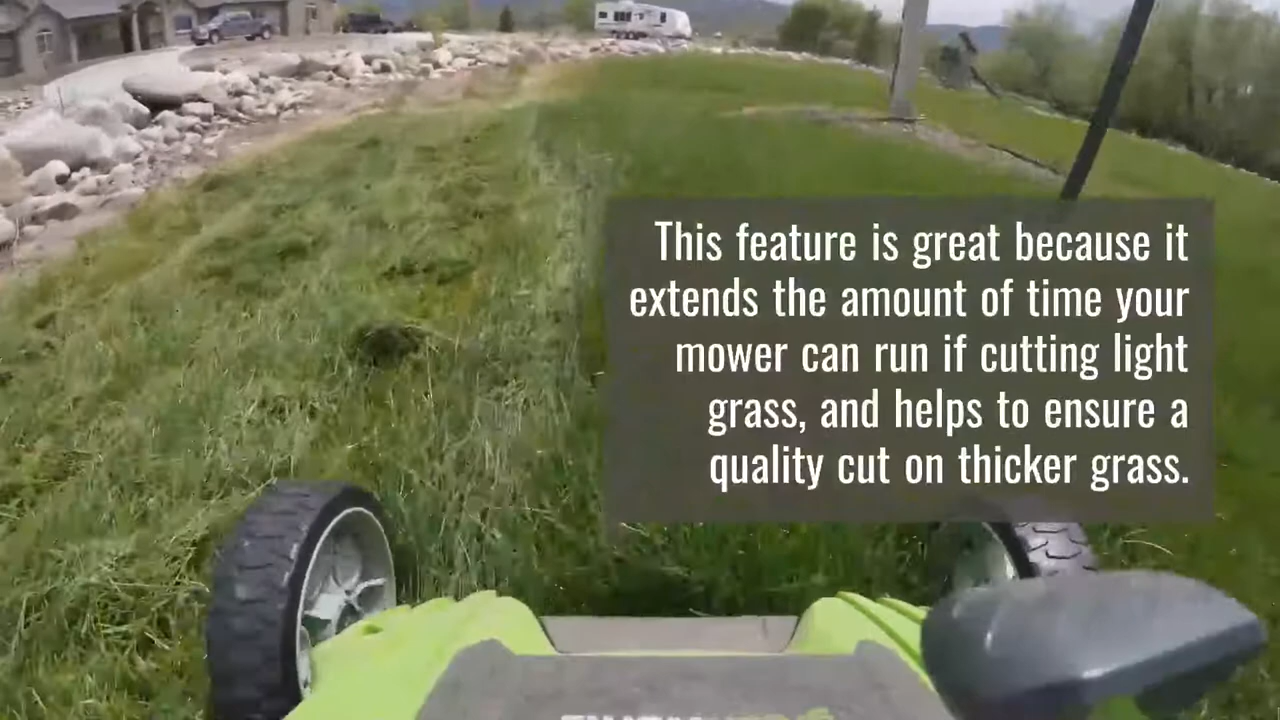 This feature is great because it
extends the amount of time your
mower can run if cutting light
grass, and helps to ensure a
quality cut on thicker grass.